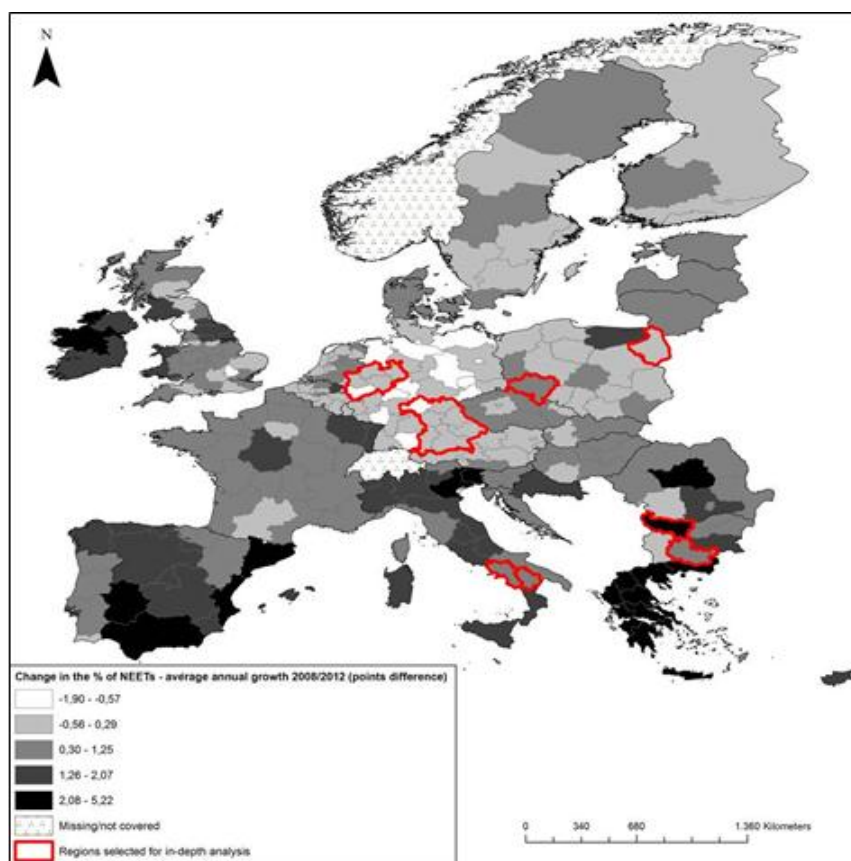 N
Change in the % of NEETs - average annual growth 2008/2012 (points difference)
-1,90 - -0,57
-0,56 - 0,29
0,30 - 1,25
1,26 - 2,07
2,08 - 5,22
Missing/not covered
Regions selected for in-depth analysis
0 340 680 1.360 Kilometers